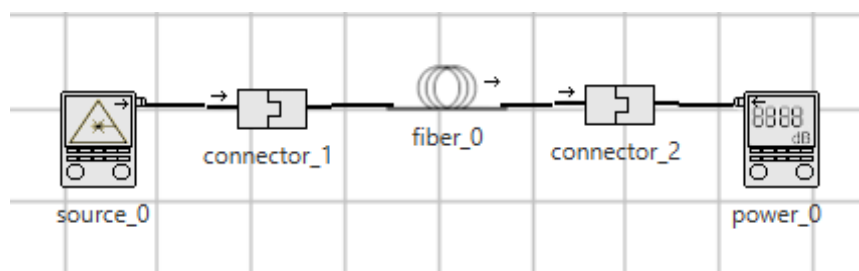 8888
dB
connector_1
fiber_0
connector_2
source_0
power_0